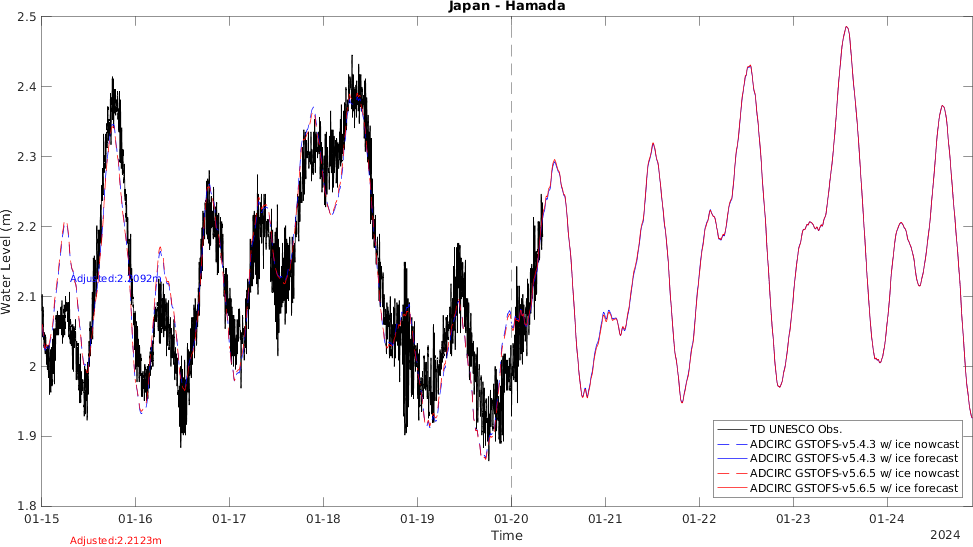 Japan - Hamada
2.5
2.4
2.3
2.2
2.1
2
1.9
1.8
Water Level (m)
Adjusted:2.2092m
TD UNESCO Obs.
ADCIRC GSTOFS-v5.4.3 w/ ice nowcast
ADCIRC GSTOFS-v5.4.3 w/ ice forecast
ADCIRC GSTOFS-v5.6.5 w/ ice nowcast
ADCIRC GSTOFS-v5.6.5 w/ ice forecast
01-15 01-16 01-17 01-18 01-19 01-20 01-21 01-22 01-23 01-24
Time
2024
Adjusted:2.2123m